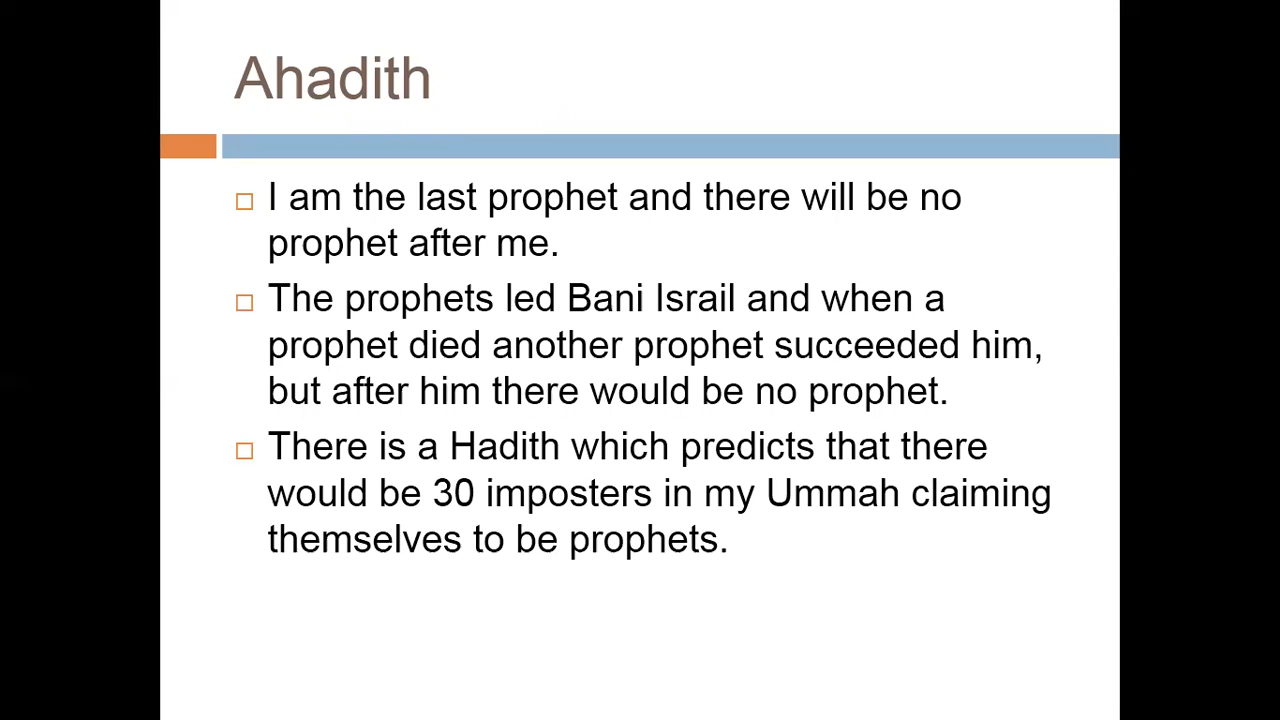 Ahadith
I am the last prophet and there will be no
prophet after me.
The prophets led Bani Israil and when a
prophet died another prophet succeeded him,
but after him there would be no prophet.
There is a Hadith which predicts that there
would be 30 imposters in my Ummah claiming
themselves to be prophets.